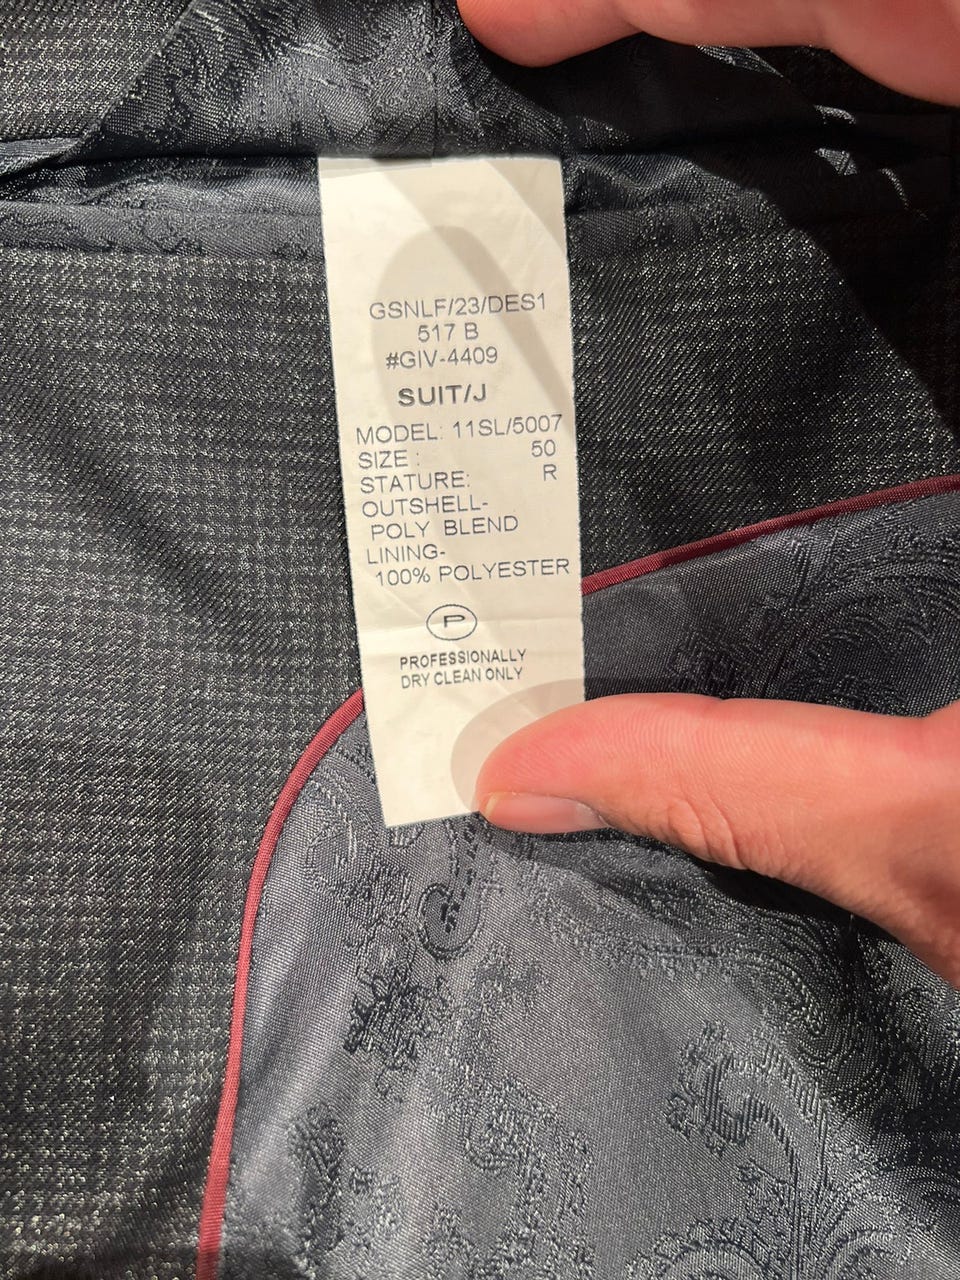 GSNLF/23/DES1
517 B
#GIV-4409
SUIT/J
MODEL: 11SL/5007
SIZE : 50
STATURE: R
OUTSHELL-
POLY BLEND
LINING-
100% POLYESTER
P
PROFESSIONALLY
DRY CLEAN ONLY